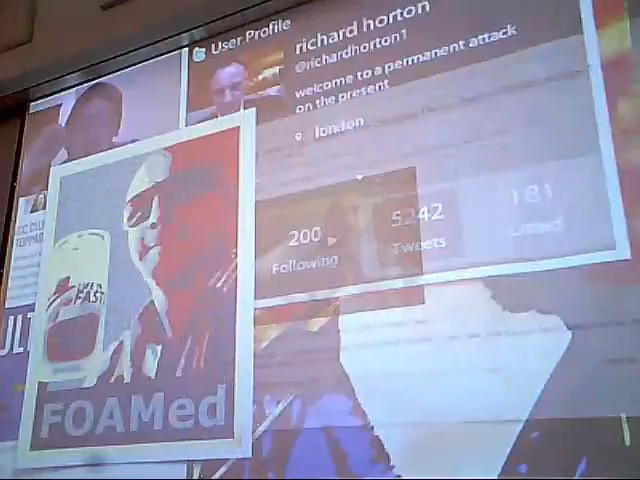 User Profile
richard horton
@richardhorton1
welcome to a permanent attack
on the present
london
200
Following
5242
Tweets
181
Listed
FAST
FOAMed